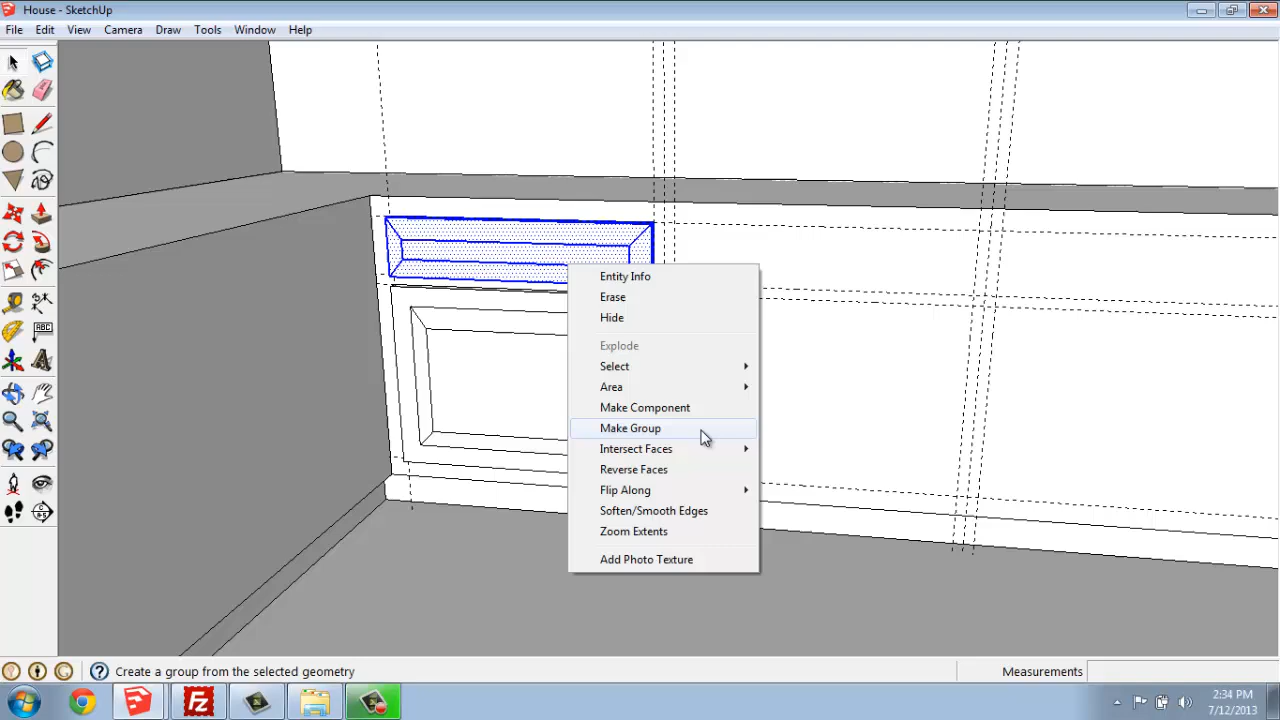 House - SketchUp
File Edit View Camera Draw Tools Window Help
ABC
Entity Info
Erase
Hide
Explode
Select
Area
Make Component
Make Group
Intersect Faces
Reverse Faces
Flip Along
Soften/Smooth Edges
Zoom Extents
Add Photo Texture
Create a group from the selected geometry
Measurements
Fz
2:34 PM
7/12/2013